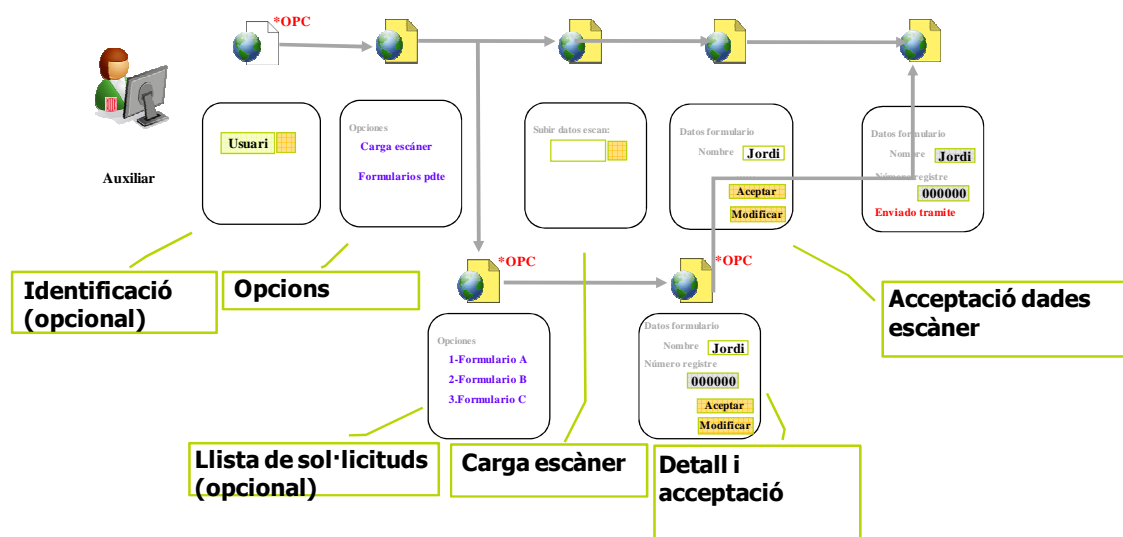 *OPC
Auxiliar
Usuari
Opciones
Carga escáner
Formularios pdte
Subir datos escan:
Datos formulario
Nombre Jordi
Aceptar
Modificar
Datos formulario
Nombre Jordi
Número registre
000000
Enviado tramite
Identificació
(opcional)
Opcions
*OPC
*OPC
Acceptació dades
escàner
Opciones
1-Formulario A
2-Formulario B
3.Formulario C
Datos formulario
Nombre Jordi
Número registre
000000
Aceptar
Modificar
Llista de sol·licituds
(opcional)
Carga escàner
Detall i
acceptació